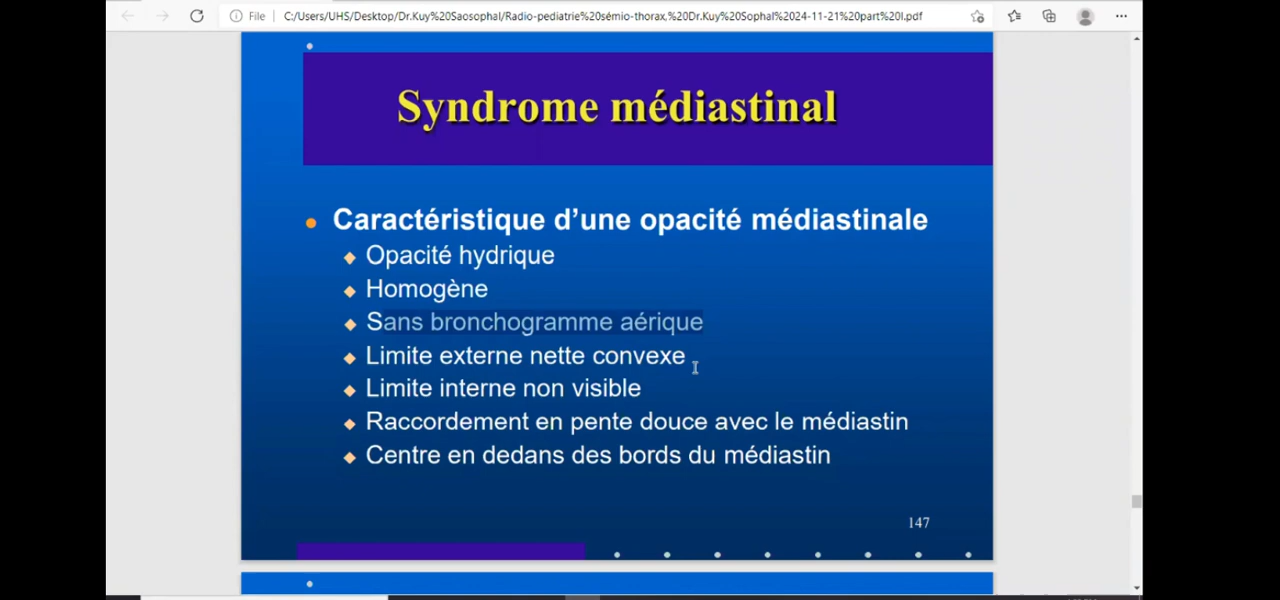 File
C:/Users/UHS/Desktop/Dr.Kuy%20Saosophal/Radio-pediatrie%20sémio-thorax,%20Dr.Kuy%20Sophal%2024-11-21%20part%20I.pdf
Syndrome médiastinal
Caractéristique d’une opacité médiastinale
Opacité hydrique
Homogène
Sans bronchogramme aérique
Limite externe nette convexe
Limite interne non visible
Raccordement en pente douce avec le médiastin
Centre en dedans des bords du médiastin
147